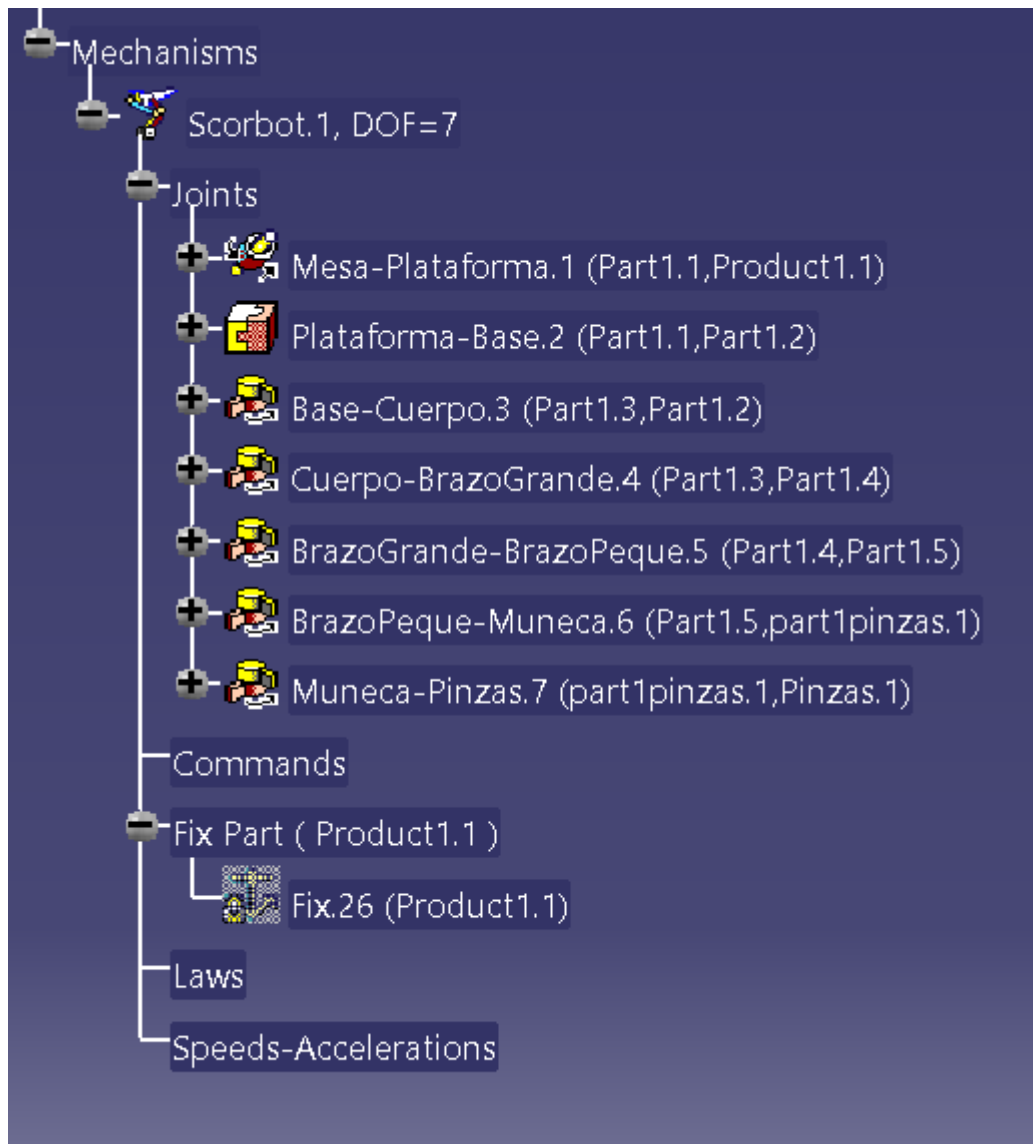 Mechanisms
Scorbot.1, DOF=7
Joints
Mesa-Plataforma.1 (Part1.1,Product1.1)
Plataforma-Base.2 (Part1.1,Part1.2)
Base-Cuerpo.3 (Part1.3,Part1.2)
Cuerpo-BrazoGrande.4 (Part1.3,Part1.4)
BrazoGrande-BrazoPeque.5 (Part1.4,Part1.5)
BrazoPeque-Muneca.6 (Part1.5,part1pinzas.1)
Muneca-Pinzas.7 (part1pinzas.1,Pinzas.1)
Commands
Fix Part ( Product1.1 )
Fix.26 (Product1.1)
Laws
Speeds-Accelerations